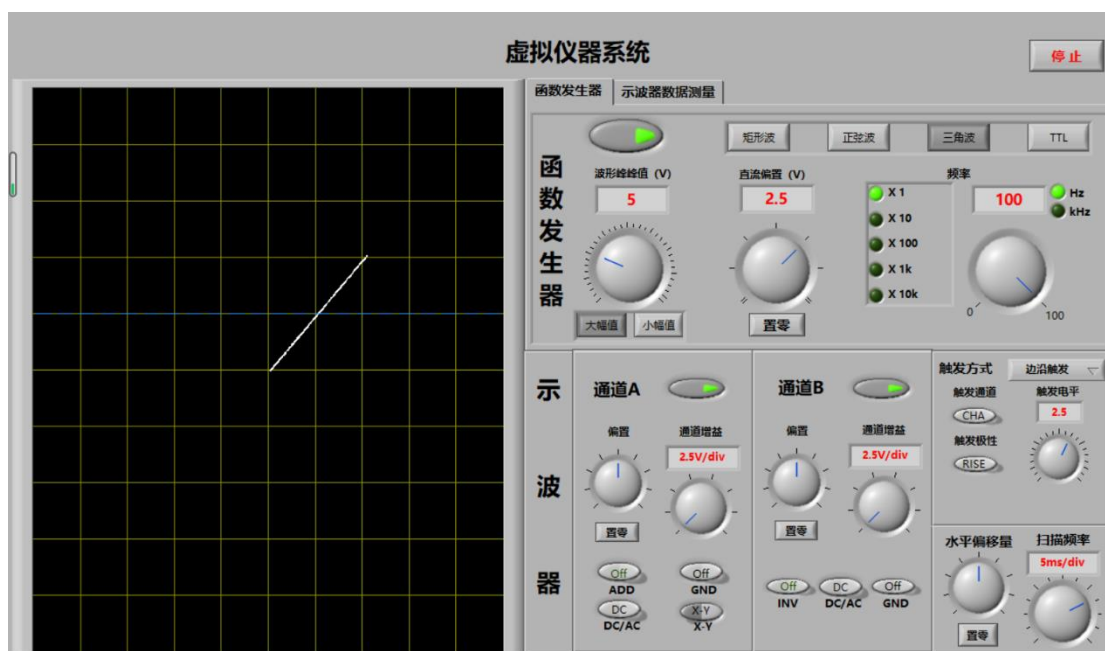 虚拟仪器系统
停止
函数发生器 示波器数据测量
函数发生器
矩形波 正弦波 三角波 TTL
波形峰峰值 (V) 直流偏置 (V) 频率
5 2.5 100
X 1
X 10
X 100
X 1k
X 10k
Hz
kHz
0 100
大幅值 小幅值 置零
示波器
通道A
偏置 通道增益
2.5V/div
置零
Off Off
ADD GND
DC X-Y
DC/AC X-Y
通道B
偏置 通道增益
2.5V/div
置零
Off DC Off
INV DC/AC GND
触发方式 边沿触发
触发通道 触发电平
CHA 2.5
触发极性
RISE
水平偏移量 扫描频率
5ms/div
置零